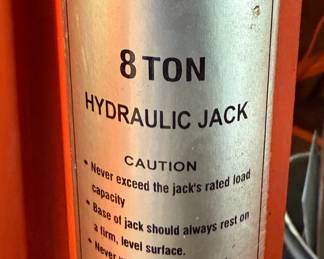 8 TON
HYDRAULIC JACK
CAUTION
• Never exceed the jack's rated load
capacity
• Base of jack should always rest on
a firm, level surface.
• Never